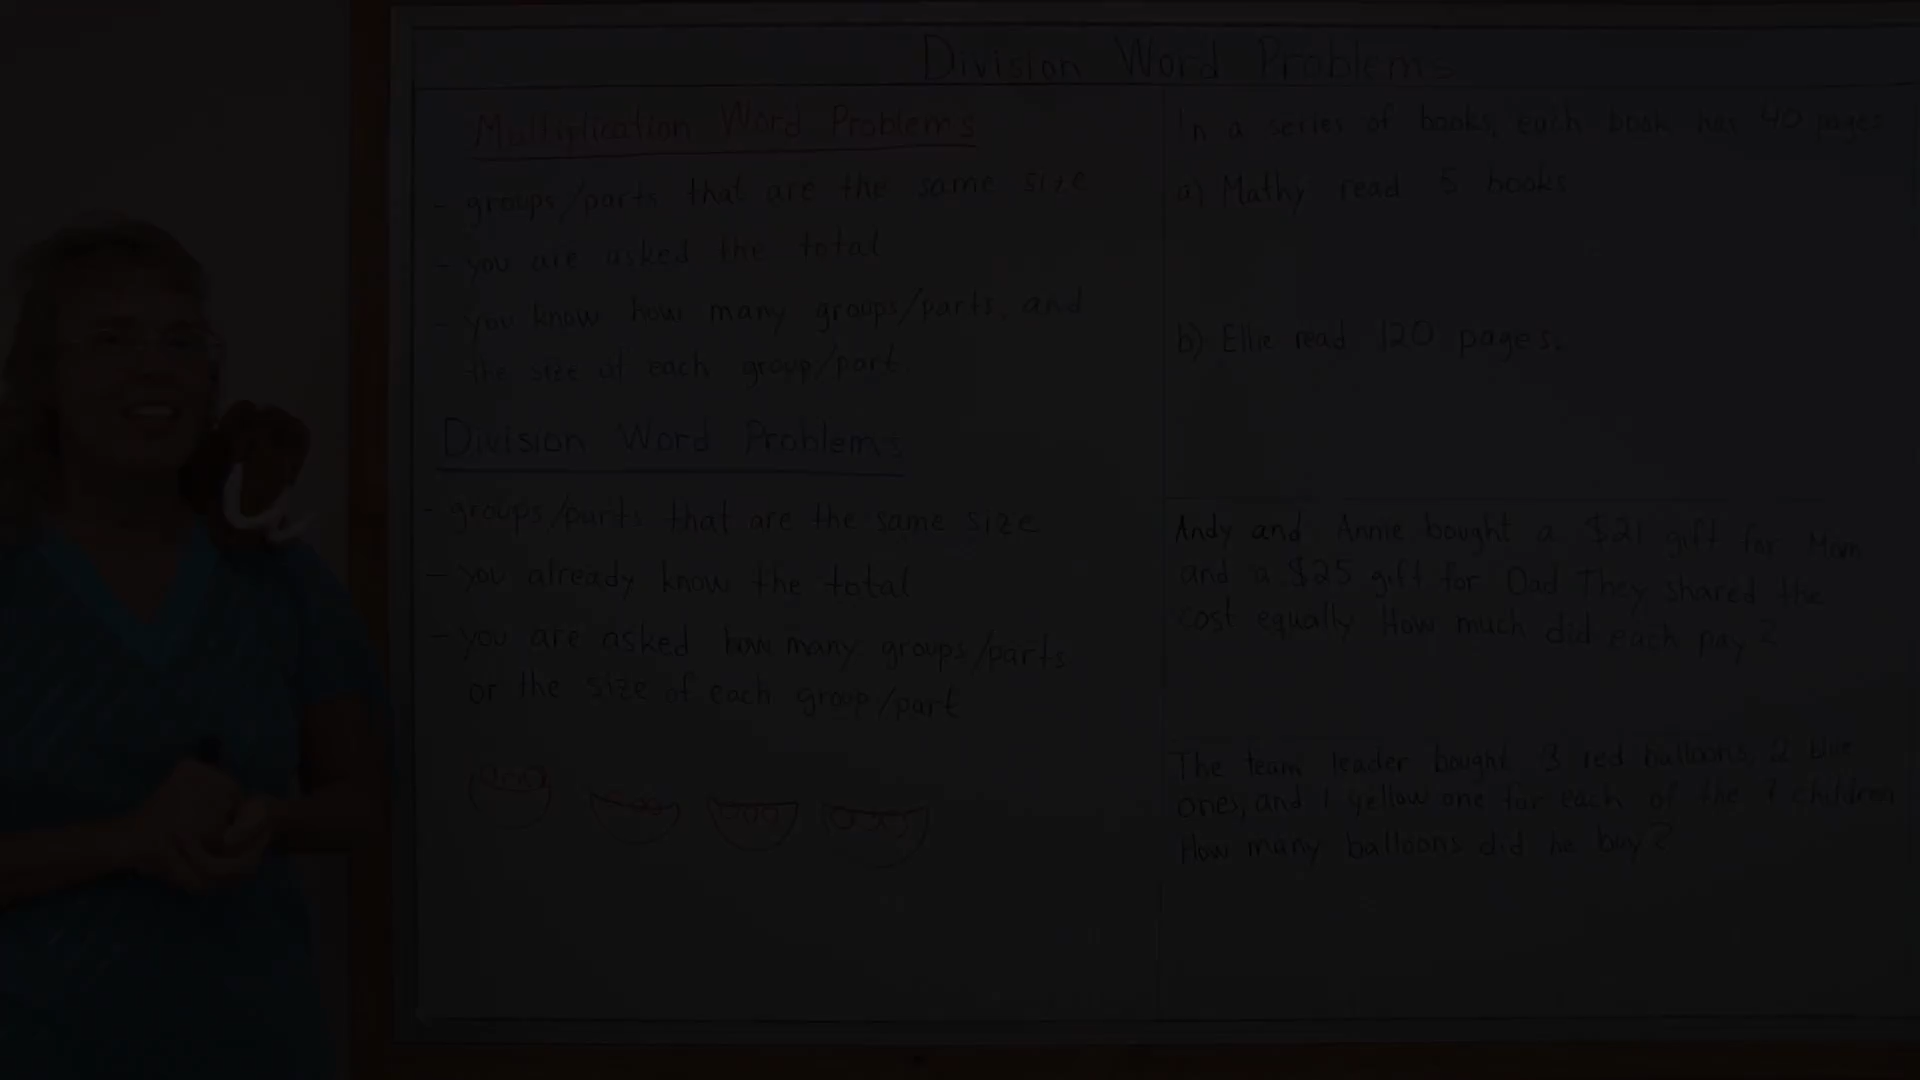 Division Word Problems
Multiplication Word Problems
- groups/parts that are the same size
- you are asked the total
- you know how many groups/parts, and
the size of each group/part.
Division Word Problems
- groups/parts that are the same size
- you already know the total
- you are asked how many groups/parts
or the size of each group/part
In a series of books, each book has 40 pages
a) Mathy read 5 books
b) Ellie read 120 pages.
Andy and Annie bought a $21 gift for Mom
and a $25 gift for Dad They shared the
cost equally How much did each pay?
The team leader bought 3 red balloons, 2 blue
ones, and 1 yellow one for each of the 7 children
How many balloons did he buy?